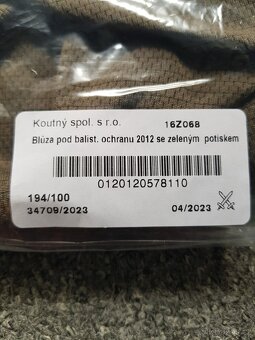 Koutný spol. s r.o. 16Z068
Blůza pod balist. ochranu 2012 se zeleným potiskem
0120120578110
194/100
34709/2023 04/2023